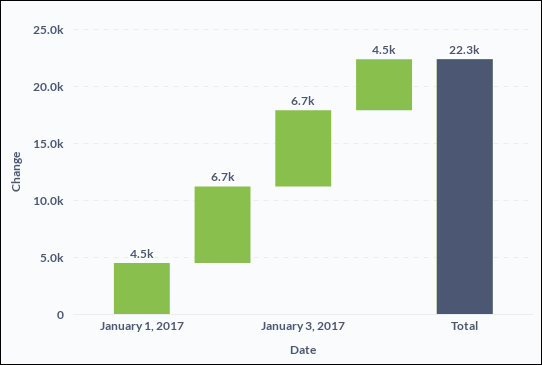 25.0k
20.0k
15.0k
10.0k
5.0k
0
Change
4.5k
6.7k
6.7k
4.5k
22.3k
January 1, 2017
January 3, 2017
Total
Date